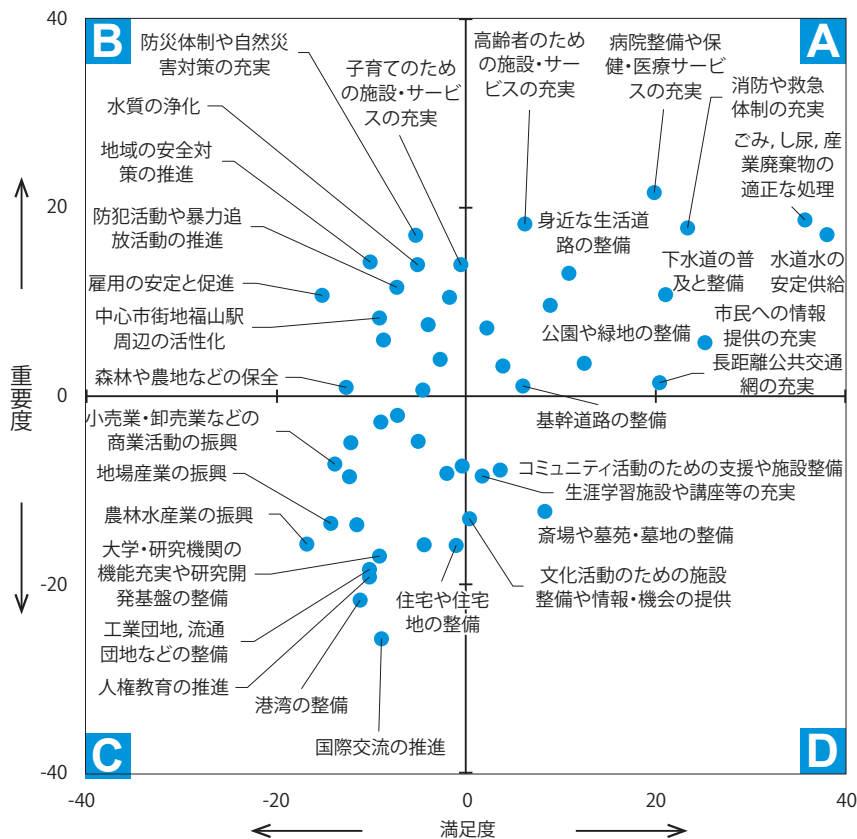 40
B
A
防災体制や自然災
害対策の充実
子育てのため
の施設・サービ
スの充実
高齢者のため
の施設・サー
ビスの充実
病院整備や保
健・医療サービ
スの充実
消防や救急
体制の充実
水質の浄化
ごみ，し尿，産
業廃棄物の
適正な処理
地域の安全対
策の推進
20
防犯活動や暴力追
放活動の推進
身近な生活道
路の整備
下水道の普
及と整備
水道水の
安定供給
雇用の安定と促進
中心市街地福山駅
周辺の活性化
公園や緑地の整備
市民への情報
提供の充実
長距離公共交通
網の充実
森林や農地などの保全
重要度
0
基幹道路の整備
小売業・卸売業などの
商業活動の振興
地場産業の振興
コミュニティ活動のための支援や施設整備
生涯学習施設や講座等の充実
農林水産業の振興
斎場や墓苑・墓地の整備
大学・研究機関の
機能充実や研究開
発基盤の整備
文化活動のための施設
整備や情報・機会の提供
住宅や住宅
地の整備
-20
工業団地，流通
団地などの整備
人権教育の推進
港湾の整備
国際交流の推進
C
D
-40
-40
-20
0
20
40
満足度